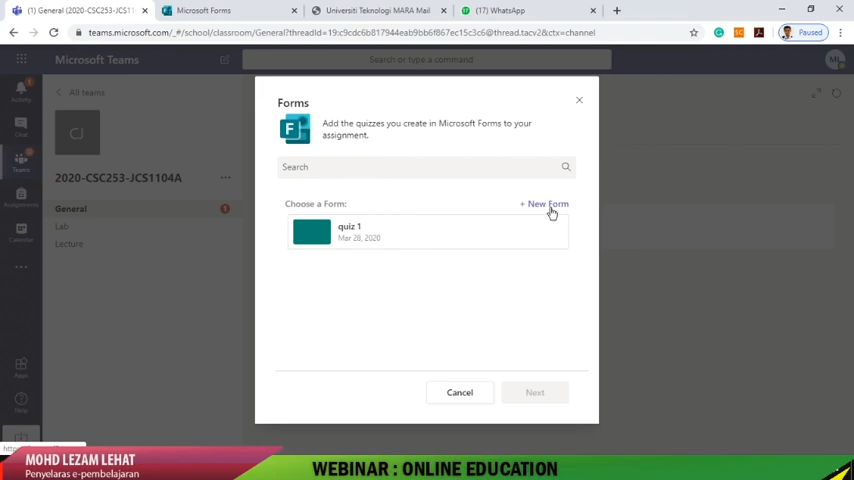 (1) General (2020-CSC253-JCS11
Microsoft Forms
Universiti Teknologi MARA Mail
(17) WhatsApp
teams.microsoft.com/_#/school/classroom/General?threadId=19:c9cdc6b817944eab9bb6f867ec15c3c6@thread.tacv2&ctx=channel
Paused
Microsoft Teams
Search or type a command
Activity
Chat
Teams
Assignments
Calendar
Apps
Help
All teams
CJ
2020-CSC253-JCS1104A
General
Lab
Lecture
Forms
F
Add the quizzes you create in Microsoft Forms to your
assignment.
Search
Choose a Form:
+ New Form
quiz 1
Mar 28, 2020
Cancel
Next
MOHD LEZAM LEHAT
Penyelaras e-pembelajaran
WEBINAR : ONLINE EDUCATION